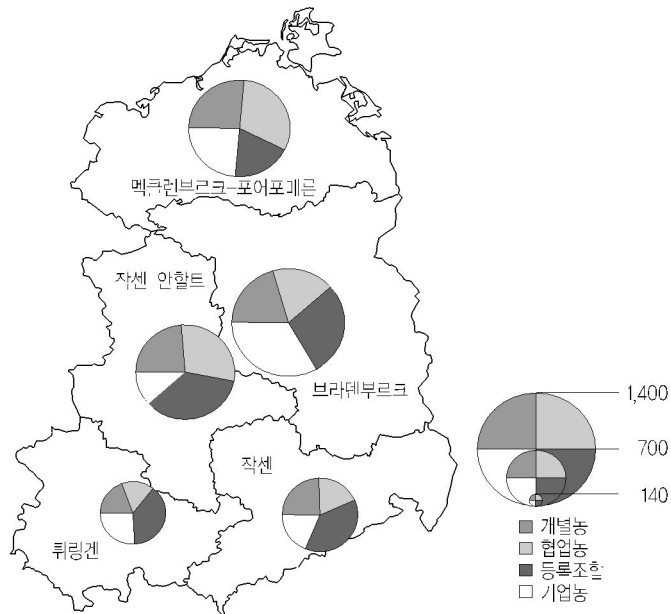 멕클렌부르크-포어포메른
작센 안할트
브라덴부르크
작센
튀링겐
1,400
700
140
개별농
협업농
등록조합
기업농